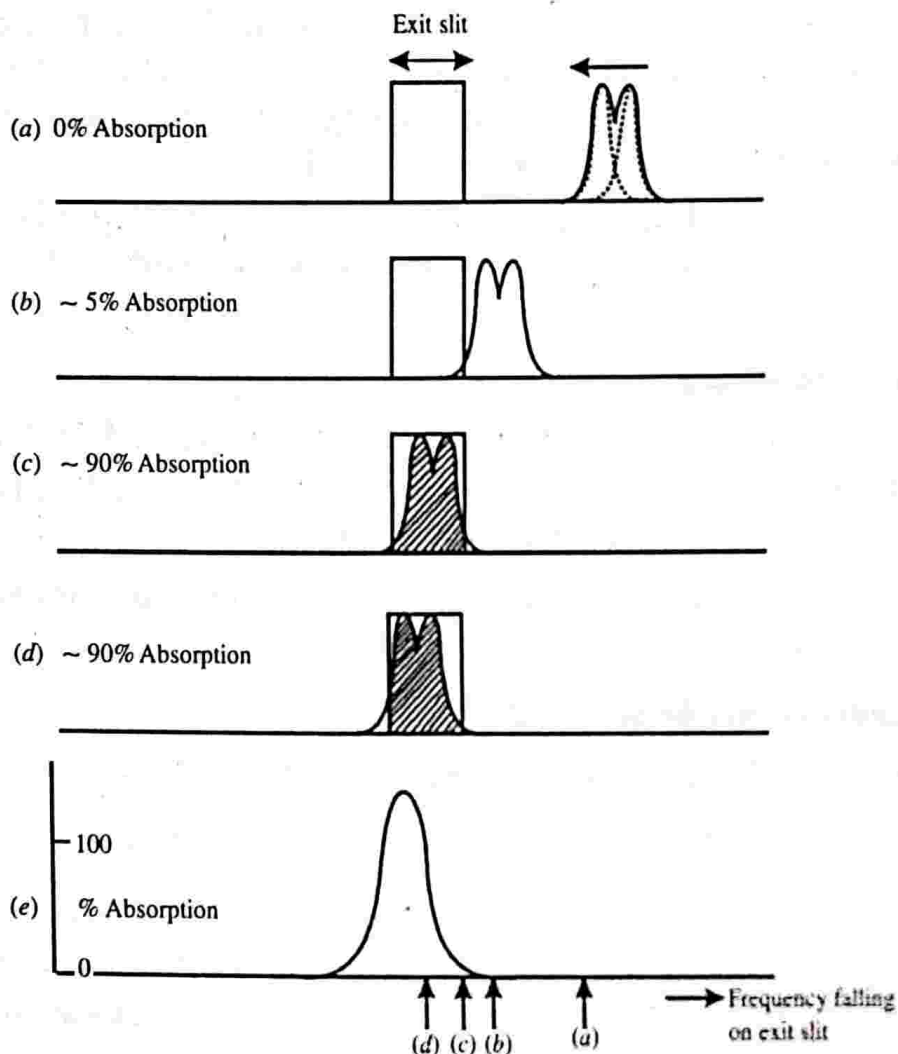 Exit slit
(a) 0% Absorption
(b) ~ 5% Absorption
(c) ~ 90% Absorption
(d) ~ 90% Absorption
100
(e) % Absorption
0
(d) (c) (b) (a)
Frequency falling
on exit slit